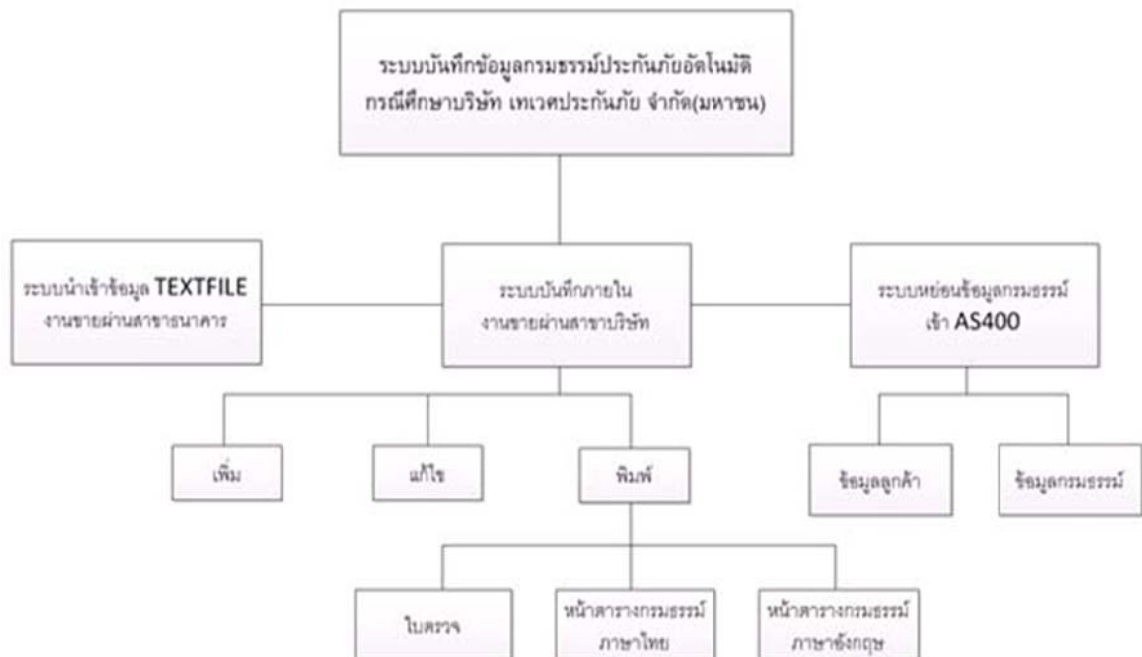 ระบบบันทึกข้อมูลกรมธรรม์ประกันภัยอัตโนมัติ
กรณีศึกษาบริษัท เทเวศประกันภัย จำกัด(มหาชน)
ระบบนำเข้าข้อมูล TEXTFILE
งานขายผ่านสาขาธนาคาร
ระบบบันทึกภายใน
งานขายผ่านสาขาบริษัท
ระบบหย่อนข้อมูลกรมธรรม์
เข้า AS400
เพิ่ม
แก้ไข
พิมพ์
ข้อมูลลูกค้า
ข้อมูลกรมธรรม์
ใบตรวจ
หน้าตารางกรมธรรม์
ภาษาไทย
หน้าตารางกรมธรรม์
ภาษาอังกฤษ